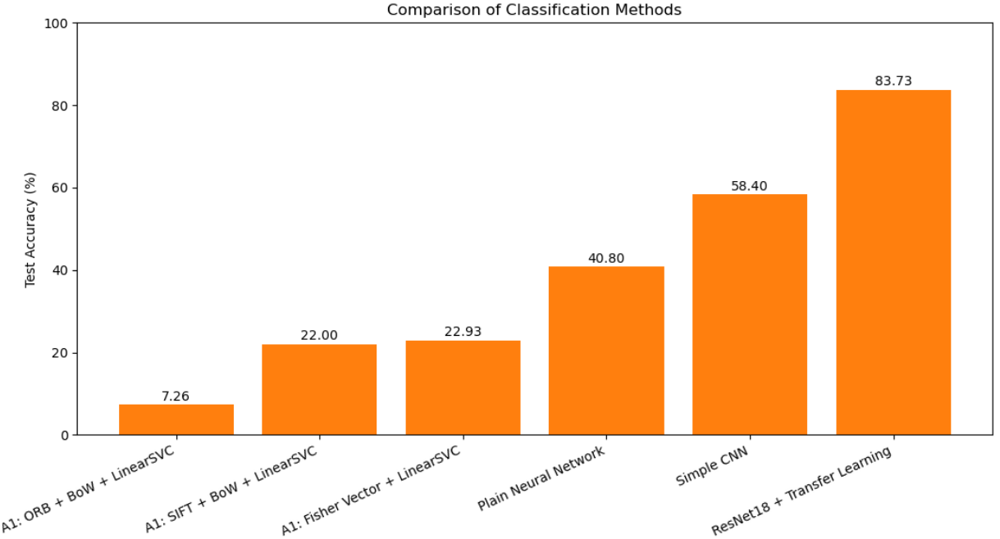 Comparison of Classification Methods
Test Accuracy (%)
100
80
60
40
20
0
7.26
22.00
22.93
40.80
58.40
83.73
A1: ORB + BoW + LinearSVC
A1: SIFT + BoW + LinearSVC
A1: Fisher Vector + LinearSVC
Plain Neural Network
Simple CNN
ResNet18 + Transfer Learning